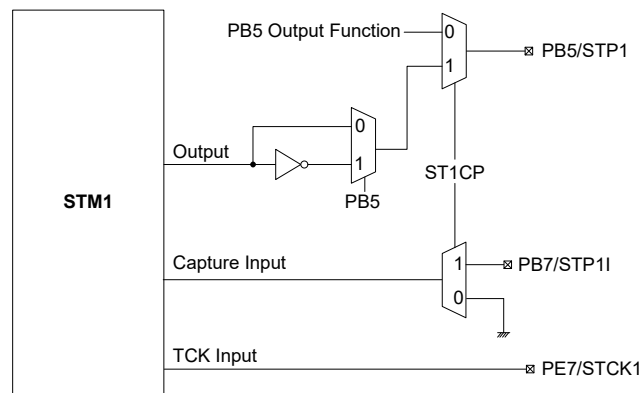 PB5 Output Function
0
1
PB5/STP1
Output
0
1
PB5
ST1CP
STM1
Capture Input
1
0
PB7/STP1I
TCK Input
PE7/STCK1